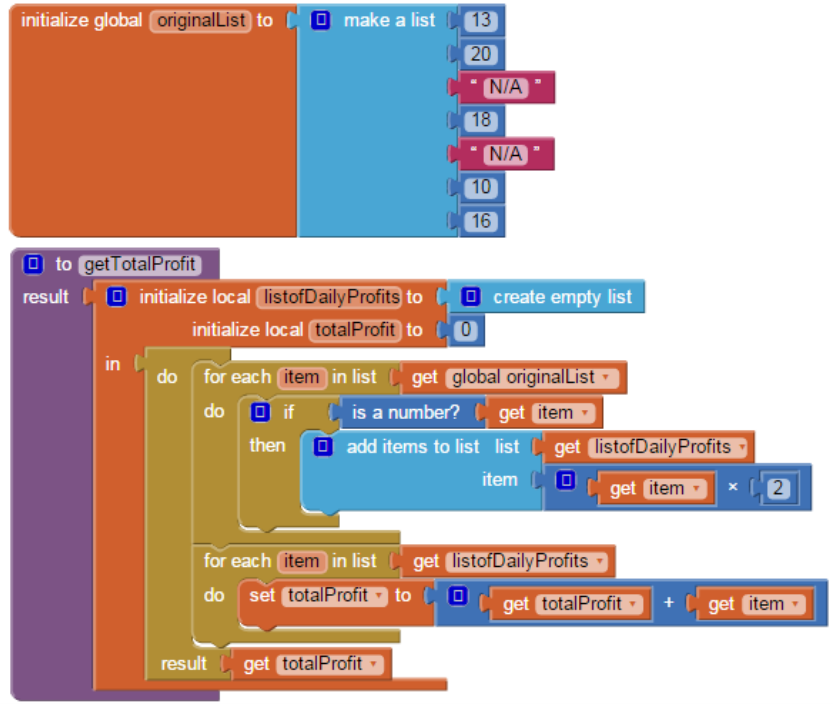 initialize global originalList to make a list 13
20
" N/A "
18
" N/A "
10
16
to getTotalProfit
result initialize local listofDailyProfits to create empty list
initialize local totalProfit to 0
in do for each item in list get global originalList
do if is a number? get item
then add items to list list get listofDailyProfits
item get item × 2
for each item in list get listofDailyProfits
do set totalProfit to get totalProfit + get item
result get totalProfit